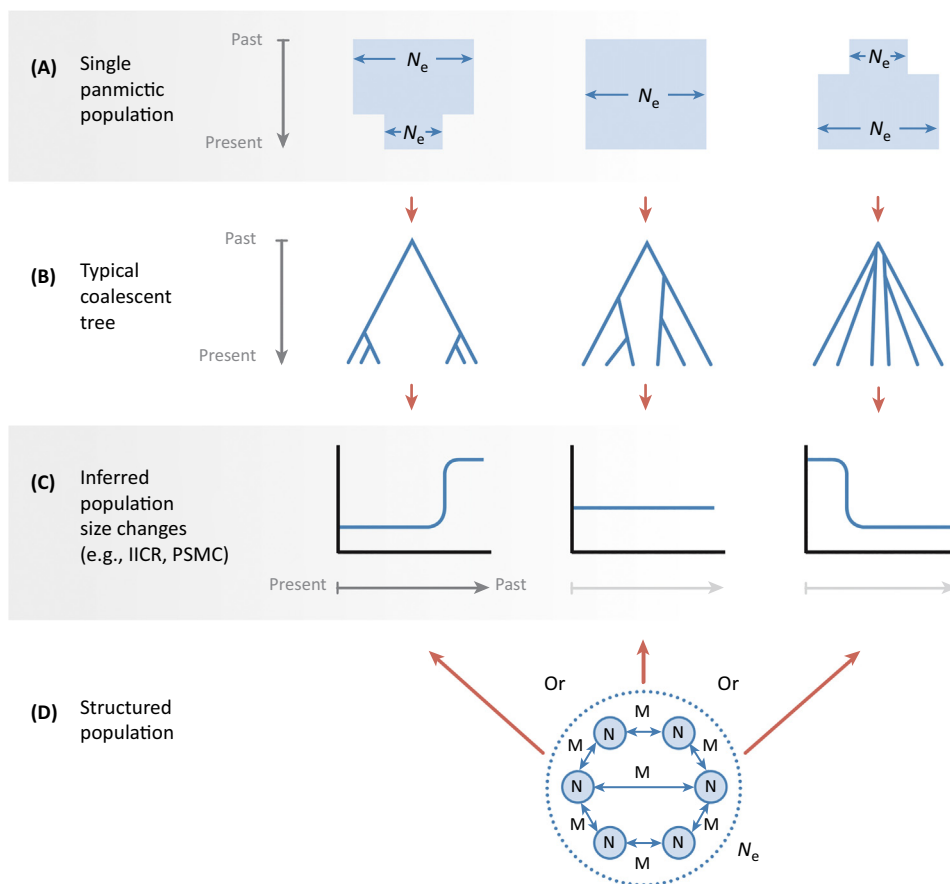 (A) Single
panmictic
population
Past
Present
Ne
Ne
Ne
Ne
Ne
(B) Typical
coalescent
tree
Past
Present
(C) Inferred
population
size changes
(e.g., IICR, PSMC)
Present
Past
(D) Structured
population
Or
Or
M
N
N
M
M
N
M
N
M
M
N
N
M
Ne